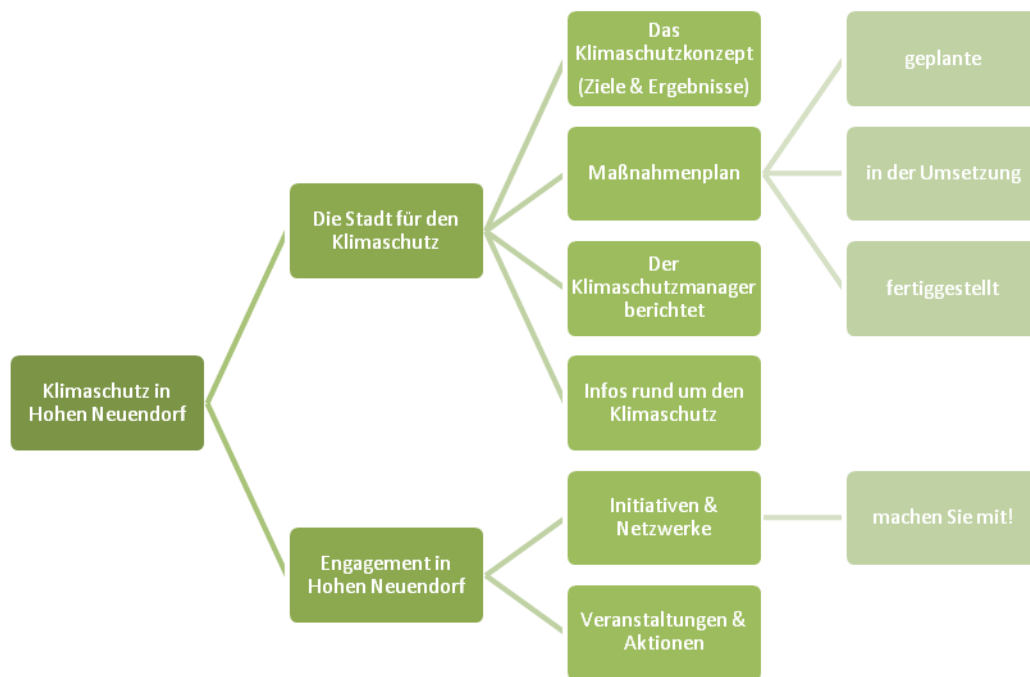 Klimaschutz in
Hohen Neuendorf
Die Stadt für den
Klimaschutz
Das
Klimaschutzkonzept
(Ziele & Ergebnisse)
Maßnahmenplan
geplante
in der Umsetzung
fertiggestellt
Der
Klimaschutzmanager
berichtet
Infos rund um den
Klimaschutz
Engagement in
Hohen Neuendorf
Initiativen &
Netzwerke
machen Sie mit!
Veranstaltungen &
Aktionen